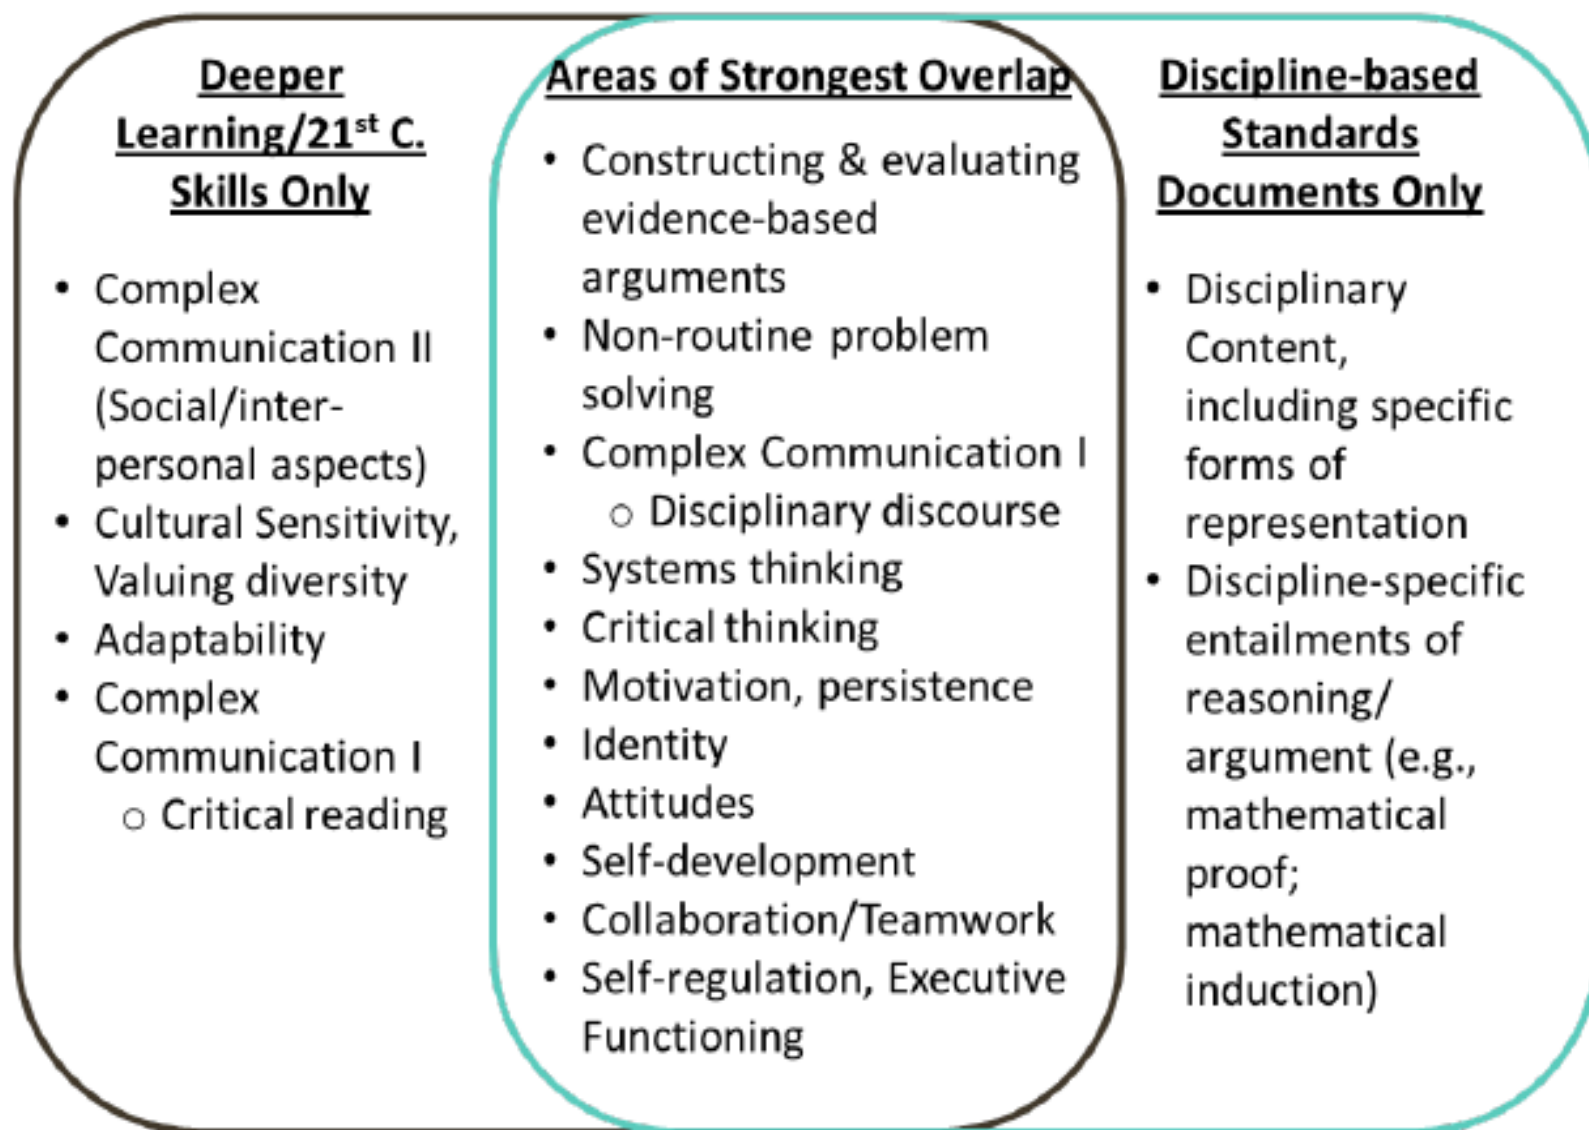 Deeper
Learning/21st C.
Skills Only
• Complex
Communication II
(Social/inter-
personal aspects)
• Cultural Sensitivity,
Valuing diversity
• Adaptability
• Complex
Communication I
o Critical reading
Areas of Strongest Overlap
• Constructing & evaluating
evidence-based
arguments
• Non-routine problem
solving
• Complex Communication I
o Disciplinary discourse
• Systems thinking
• Critical thinking
• Motivation, persistence
• Identity
• Attitudes
• Self-development
• Collaboration/Teamwork
• Self-regulation, Executive
Functioning
Discipline-based
Standards
Documents Only
• Disciplinary
Content,
including specific
forms of
representation
• Discipline-specific
entailments of
reasoning/
argument (e.g.,
mathematical
proof;
mathematical
induction)